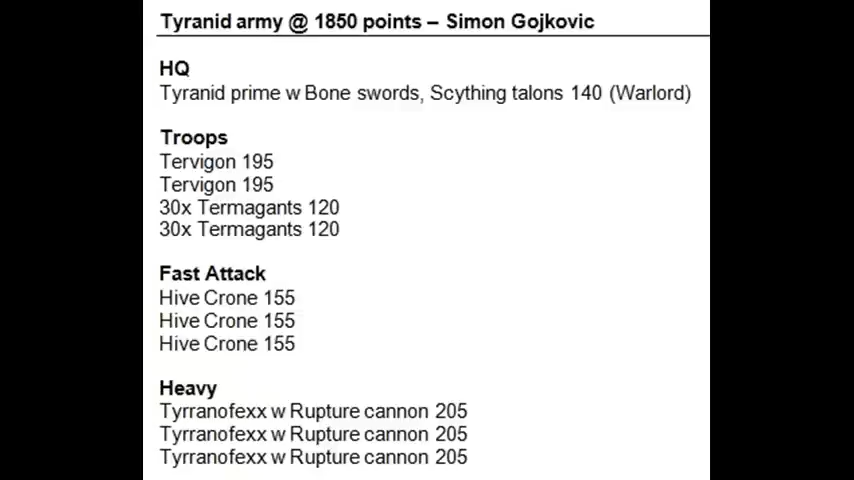 Tyranid army @ 1850 points – Simon Gojkovic
HQ
Tyranid prime w Bone swords, Scything talons 140 (Warlord)
Troops
Tervigon 195
Tervigon 195
30x Termagants 120
30x Termagants 120
Fast Attack
Hive Crone 155
Hive Crone 155
Hive Crone 155
Heavy
Tyrranofexx w Rupture cannon 205
Tyrranofexx w Rupture cannon 205
Tyrranofexx w Rupture cannon 205